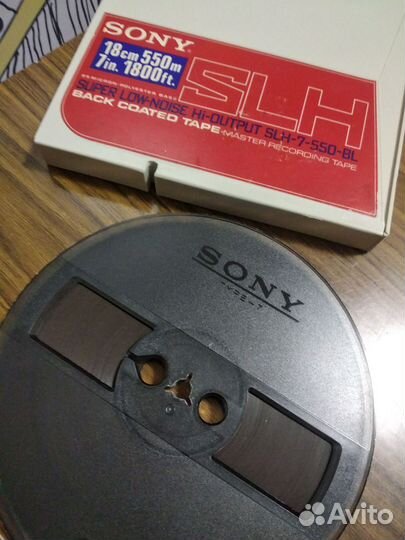 SONY
18cm 550m
7in. 1800ft.
SLH
SUPER LOW-NOISE Hi-OUTPUT SLH-7-550-BL
BACK COATED TAPE-MASTER RECORDING TAPE
SONY
Avito